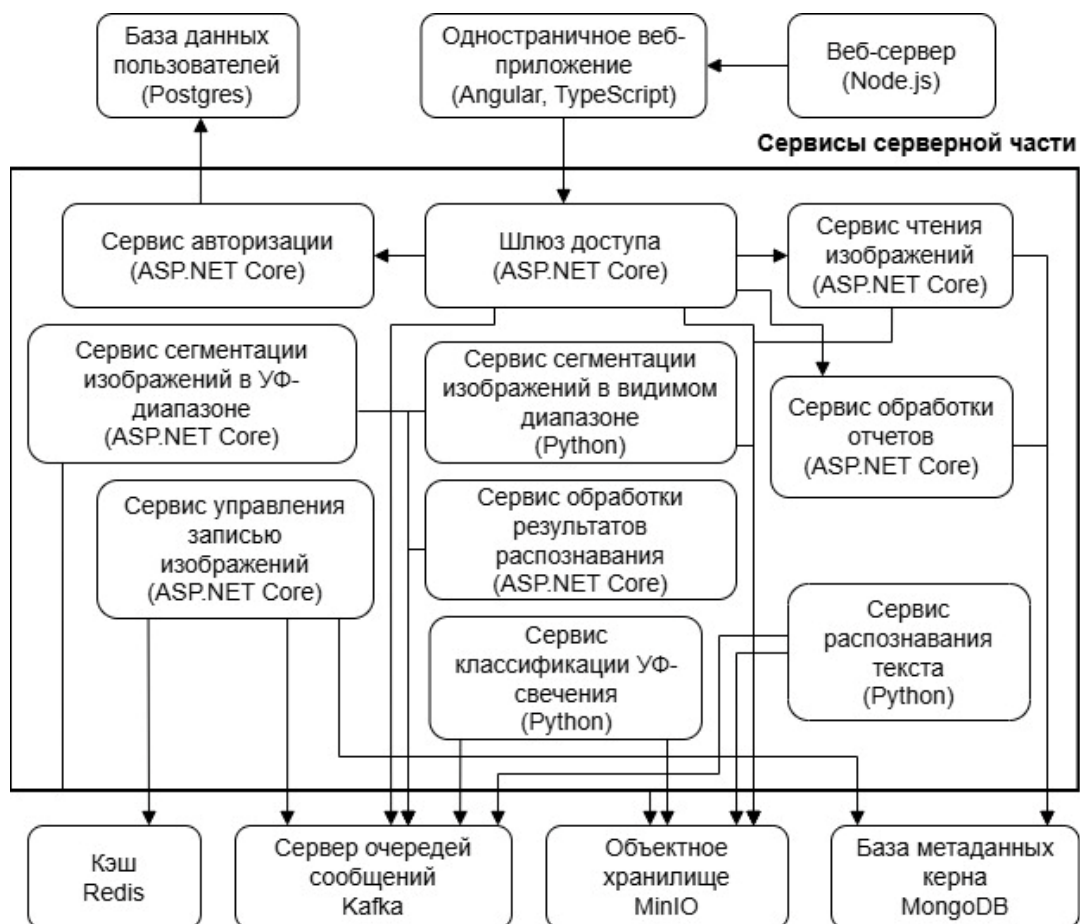 База данных
пользователей
(Postgres)
Одностраничное веб-
приложение
(Angular, TypeScript)
Веб-сервер
(Node.js)
Сервисы серверной части
Сервис авторизации
(ASP.NET Core)
Шлюз доступа
(ASP.NET Core)
Сервис чтения
изображений
(ASP.NET Core)
Сервис сегментации
изображений в УФ-
диапазоне
(ASP.NET Core)
Сервис сегментации
изображений в видимом
диапазоне
(Python)
Сервис обработки
отчетов
(ASP.NET Core)
Сервис управления
записью
изображений
(ASP.NET Core)
Сервис обработки
результатов
распознавания
(ASP.NET Core)
Сервис
классификации УФ-
свечения
(Python)
Сервис
распознавания
текста
(Python)
Кэш
Redis
Сервер очередей
сообщений
Kafka
Объектное
хранилище
MinIO
База метаданных
керна
MongoDB